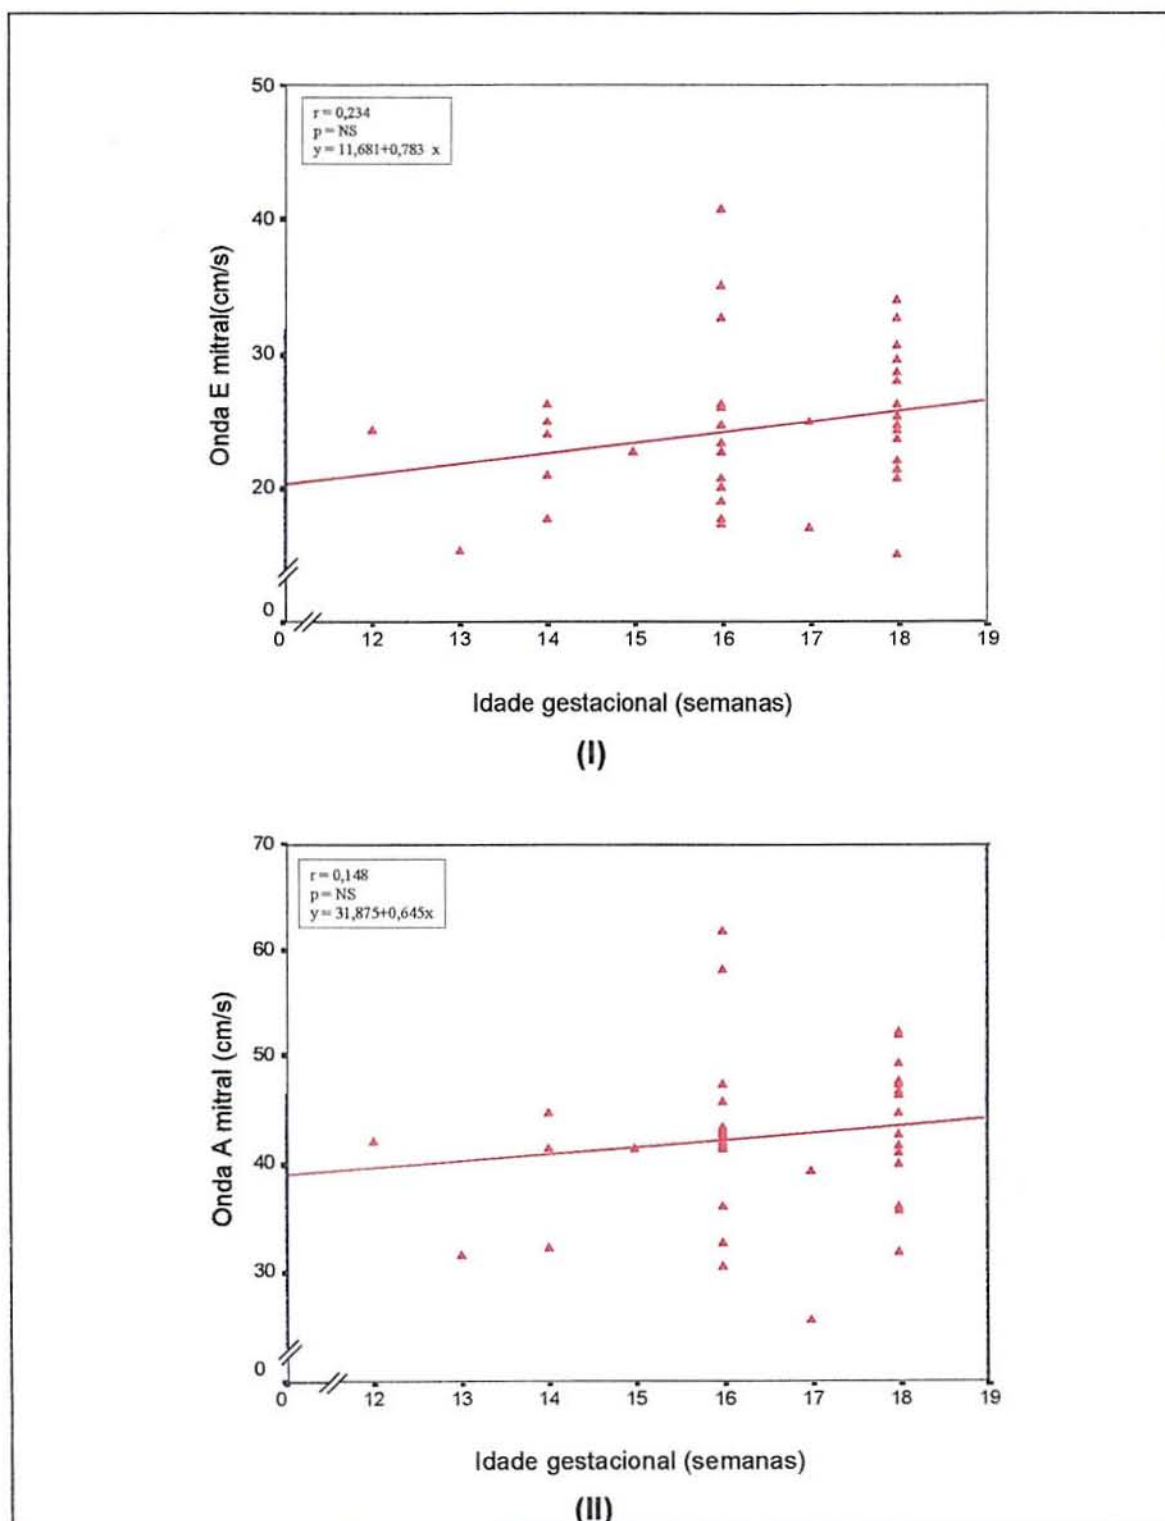 50
r = 0,234
p = NS
y = 11,681+0,783 x
40
30
20
0
Onda E mitral(cm/s)
0 12 13 14 15 16 17 18 19
Idade gestacional (semanas)
(I)
70
r = 0,148
p = NS
y = 31,875+0,645x
60
50
40
30
0
Onda A mitral (cm/s)
0 12 13 14 15 16 17 18 19
Idade gestacional (semanas)
(II)